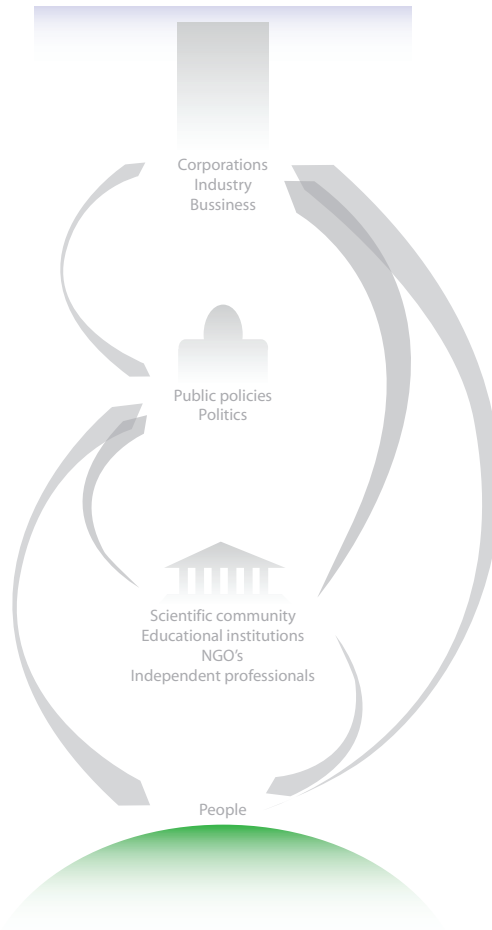 Corporations
Industry
Bussiness
Public policies
Politics
Scientific community
Educational institutions
NGO's
Independent professionals
People